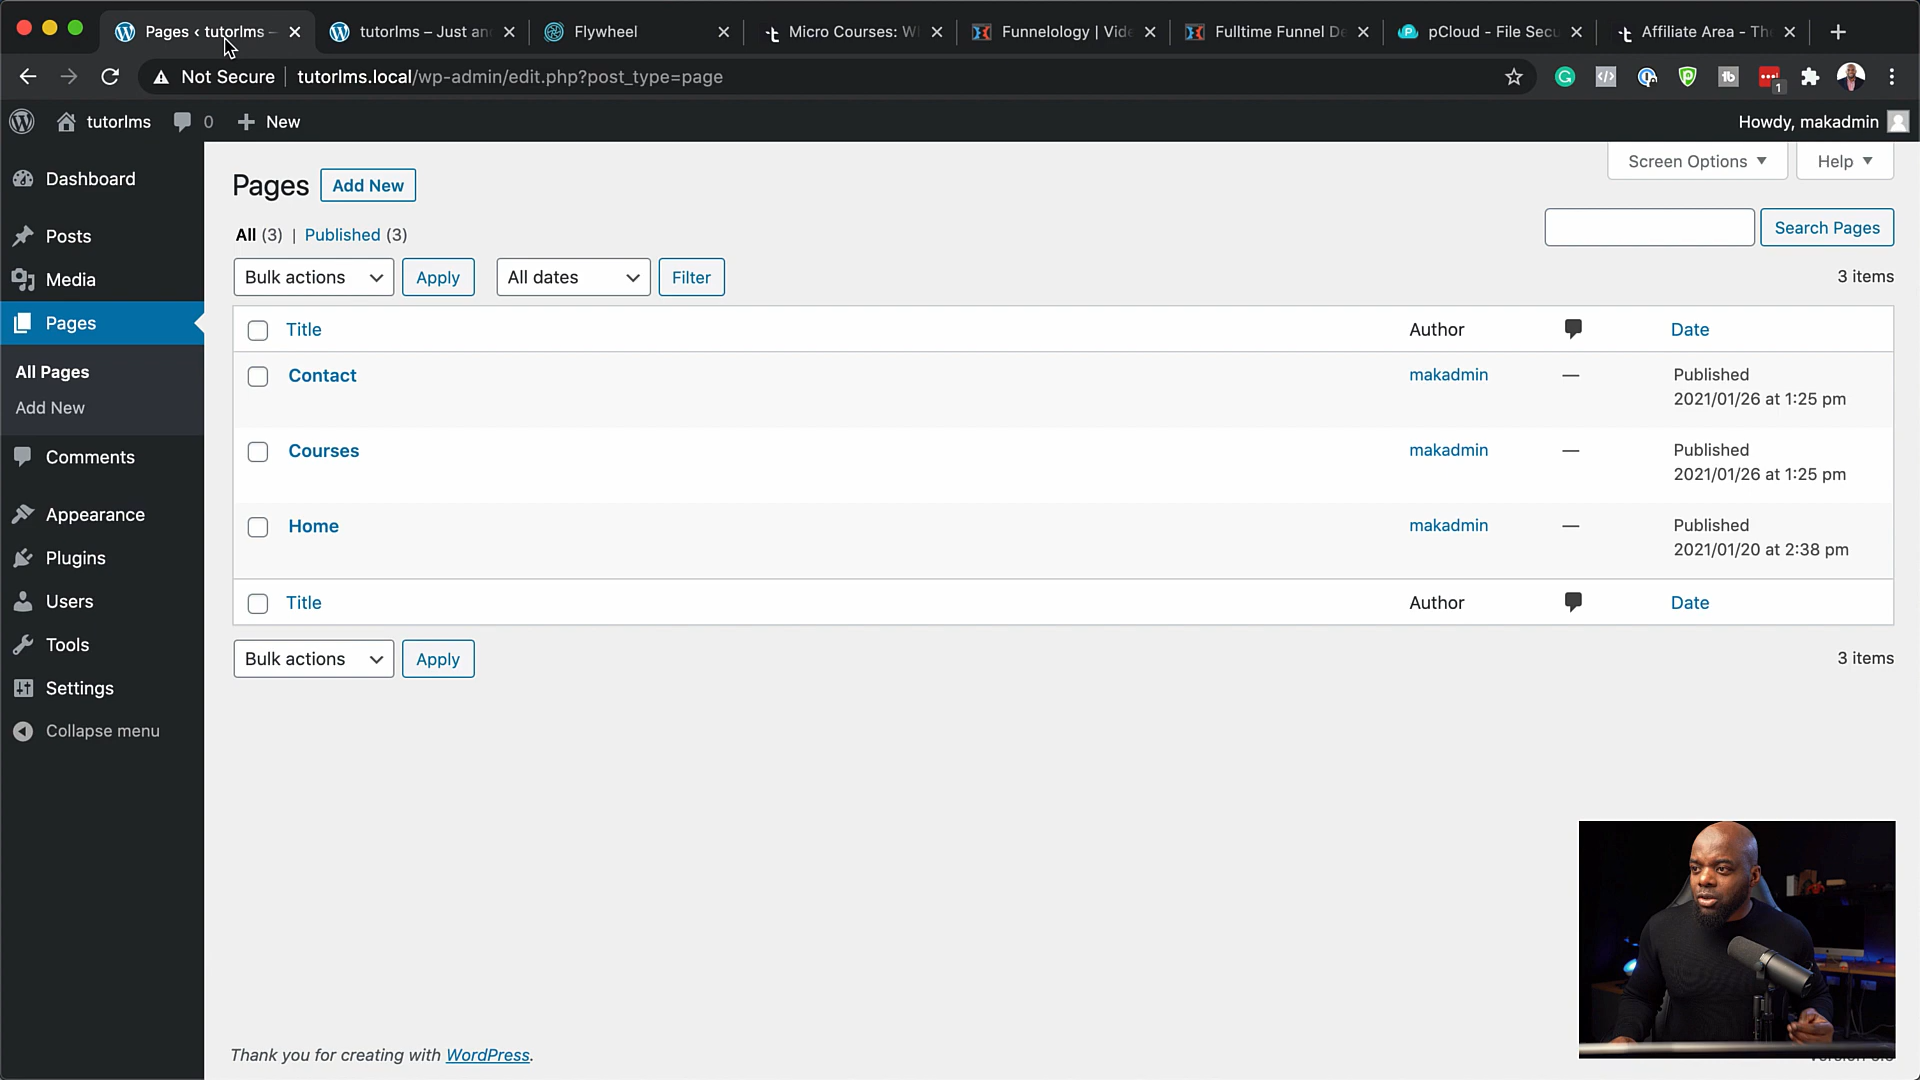 Pages ‹ tutorlms –
tutorlms – Just an
Flywheel
Micro Courses: W
Funnelology | Vide
Fulltime Funnel De
pCloud - File Secu
Affiliate Area - Th
Not Secure
tutorlms.local/wp-admin/edit.php?post_type=page
1
tutorlms
0
New
Howdy, makadmin
Dashboard
Posts
Media
Pages
All Pages
Add New
Comments
Appearance
Plugins
Users
Tools
Settings
Collapse menu
Screen Options
Help
Pages
Add New
All (3) | Published (3)
Search Pages
Bulk actions
Apply
All dates
Filter
3 items
Title
Author
Date
Contact
makadmin
—
Published
2021/01/26 at 1:25 pm
Courses
makadmin
—
Published
2021/01/26 at 1:25 pm
Home
makadmin
—
Published
2021/01/20 at 2:38 pm
Title
Author
Date
Bulk actions
Apply
3 items
Thank you for creating with WordPress.